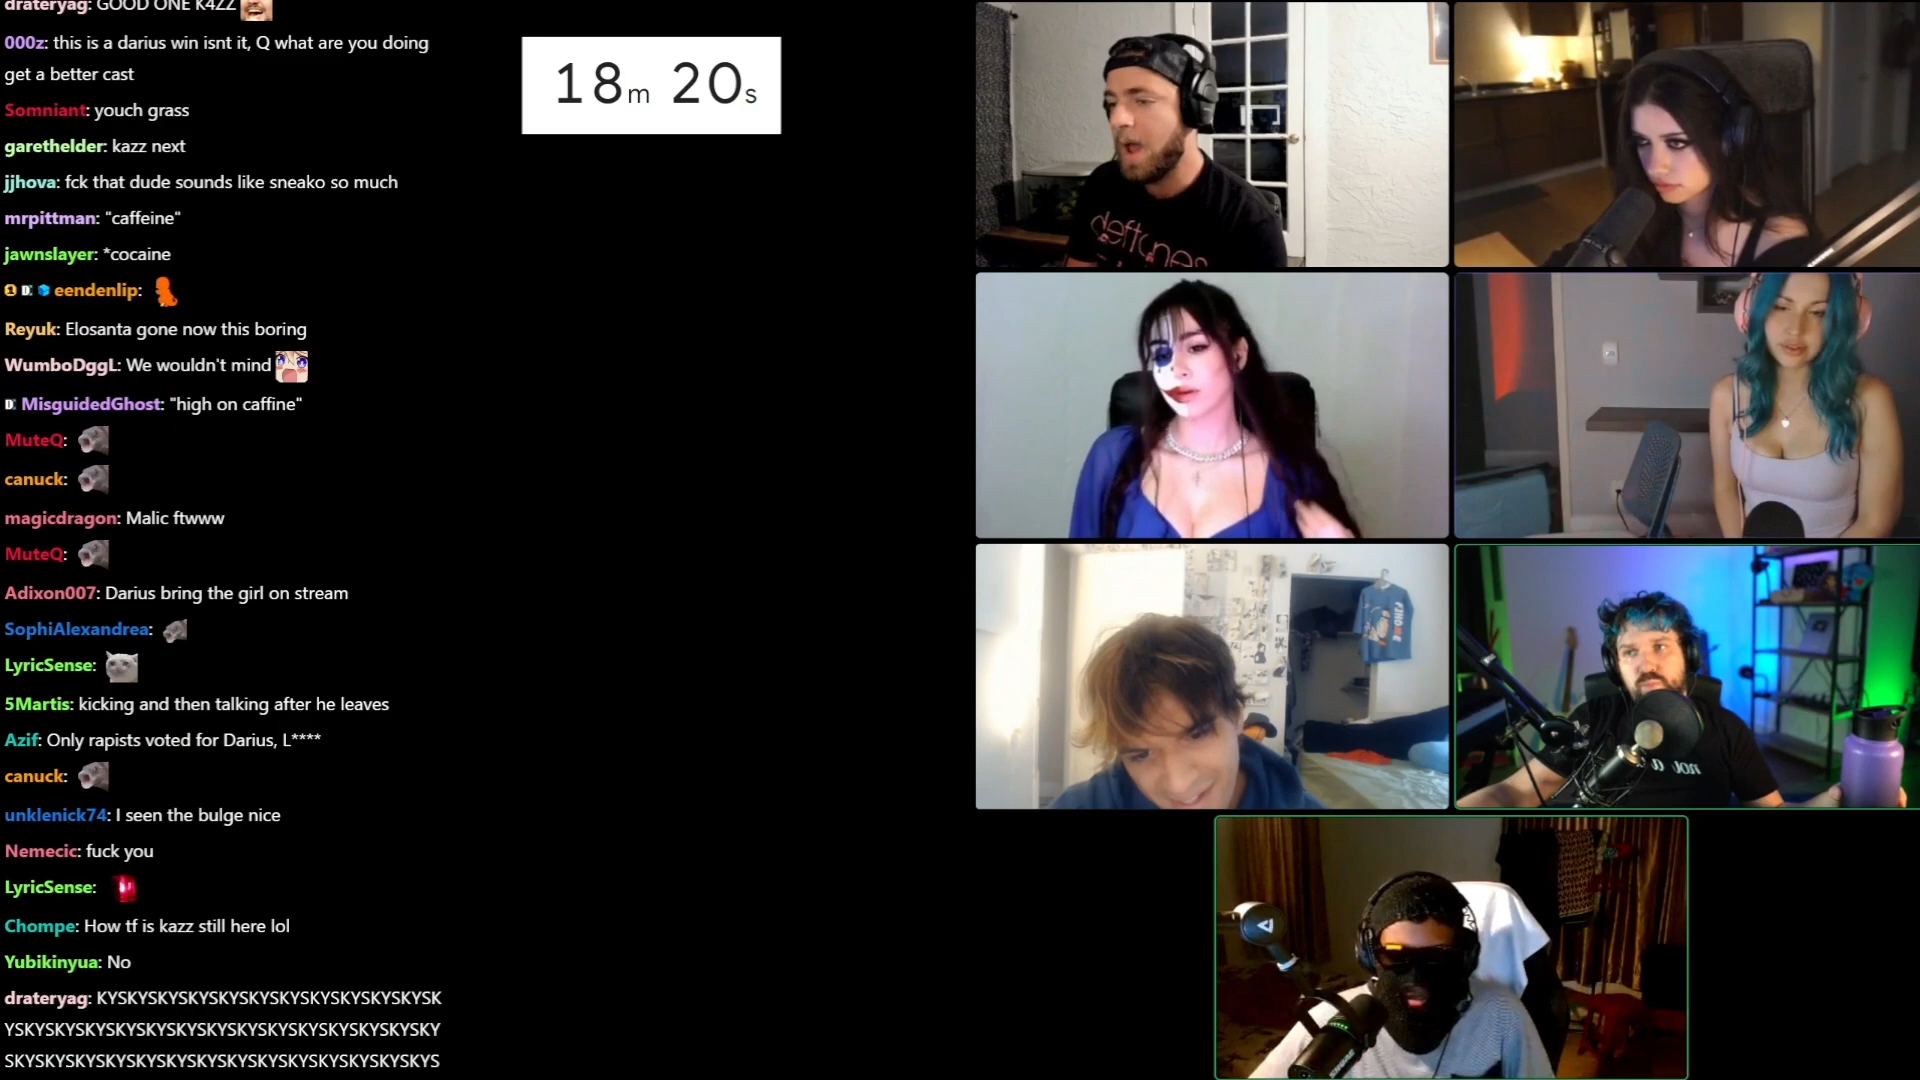 drateryag: GOOD ONE K4ZZ
000z: this is a darius win isnt it, Q what are you doing
get a better cast
Somniant: youch grass
garethelder: kazz next
jjhova: fck that dude sounds like sneako so much
mrpittman: "caffeine"
jawnslayer: *cocaine
eendenlip:
Reyuk: Elosanta gone now this boring
WumboDggL: We wouldn't mind
MisguidedGhost: "high on caffine"
MuteQ:
canuck:
magicdragon: Malic ftwww
MuteQ:
Adixon007: Darius bring the girl on stream
SophiAlexandrea:
LyricSense:
5Martis: kicking and then talking after he leaves
Azif: Only rapists voted for Darius, L****
canuck:
unklenick74: I seen the bulge nice
Nemecic: fuck you
LyricSense:
Chompe: How tf is kazz still here lol
Yubikinyua: No
drateryag: KYSKYSKYSKYSKYSKYSKYSKYSKYSKYSKYSK
YSKYSKYSKYSKYSKYSKYSKYSKYSKYSKYSKYSKYSKY
SKYSKYSKYSKYSKYSKYSKYSKYSKYSKYSKYSKYSKYS
18m 20s
deftones